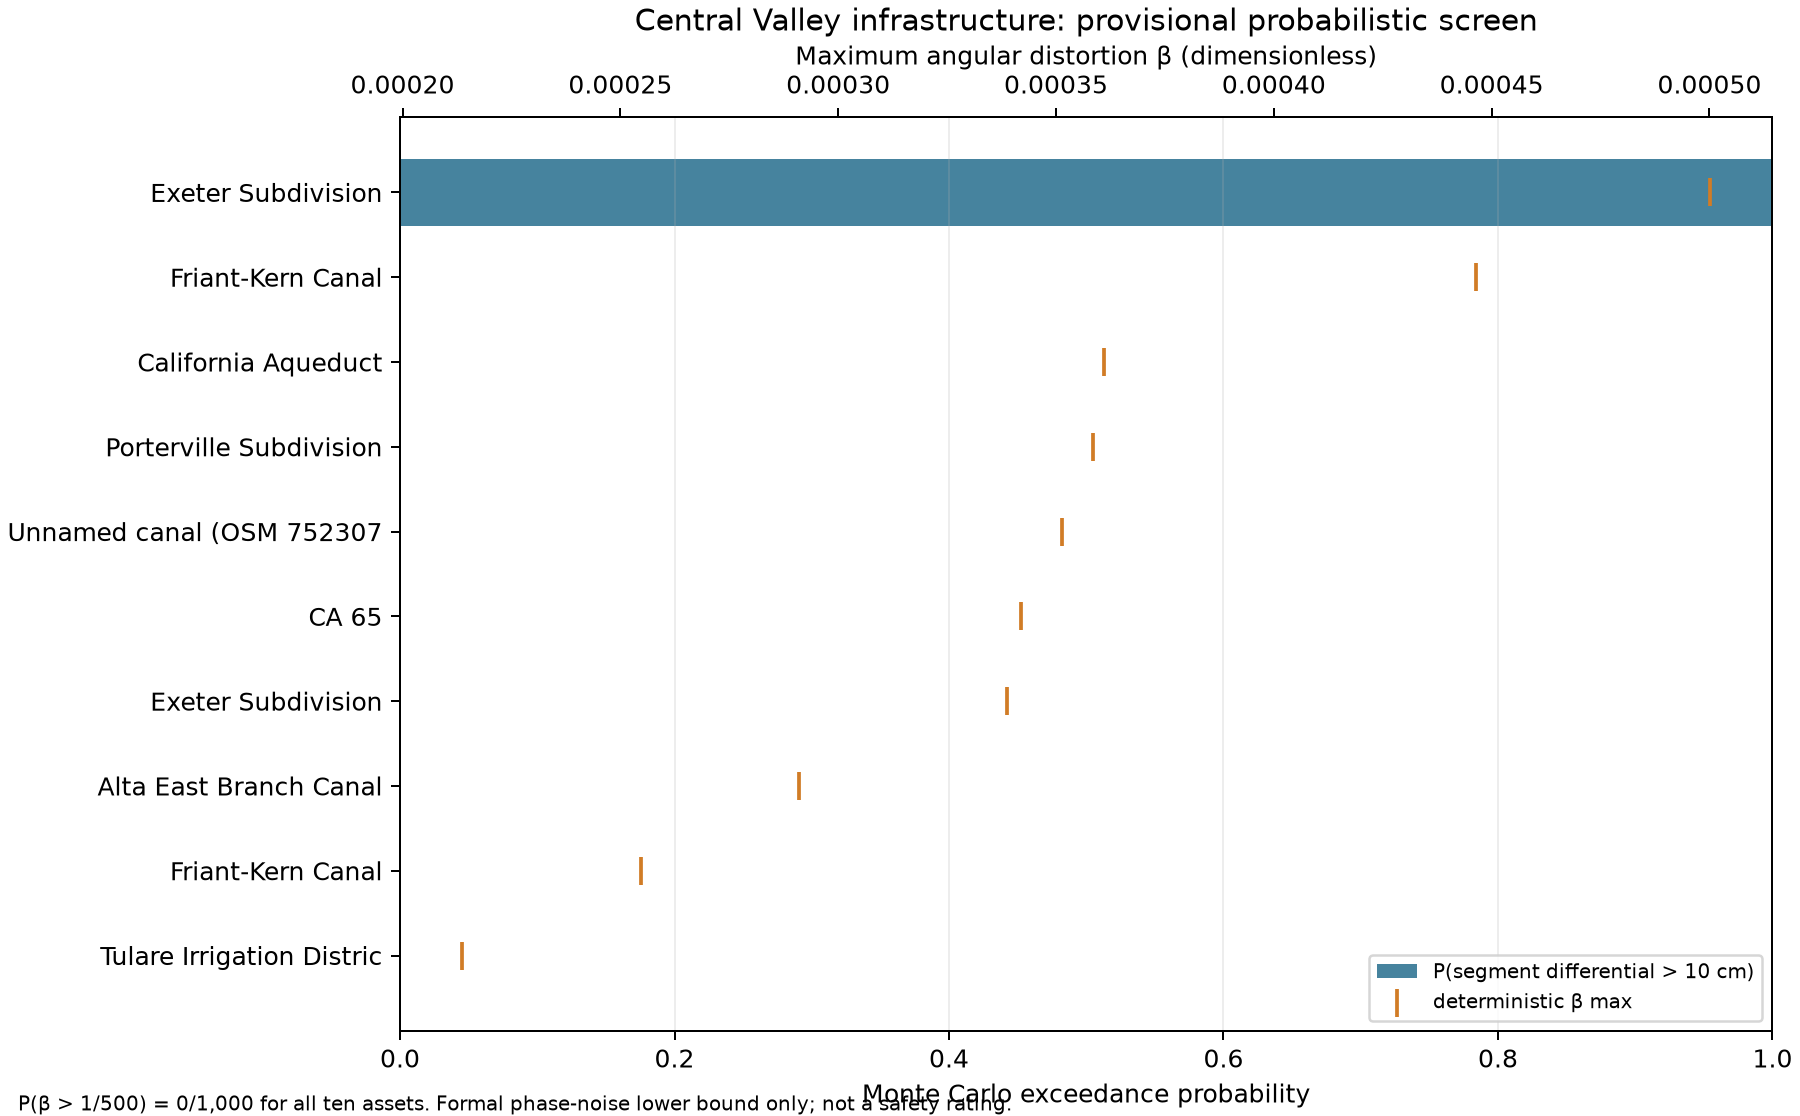 Central Valley infrastructure: provisional probabilistic screen
Maximum angular distortion β (dimensionless)
0.00020 0.00025 0.00030 0.00035 0.00040 0.00045 0.00050
Exeter Subdivision
Friant-Kern Canal
California Aqueduct
Porterville Subdivision
Unnamed canal (OSM 752307
CA 65
Exeter Subdivision
Alta East Branch Canal
Friant-Kern Canal
Tulare Irrigation Distric
P(segment differential > 10 cm)
deterministic β max
0.0 0.2 0.4 0.6 0.8 1.0
Monte Carlo exceedance probability
P(β > 1/500) = 0/1,000 for all ten assets. Formal phase-noise lower bound only; not a safety rating.